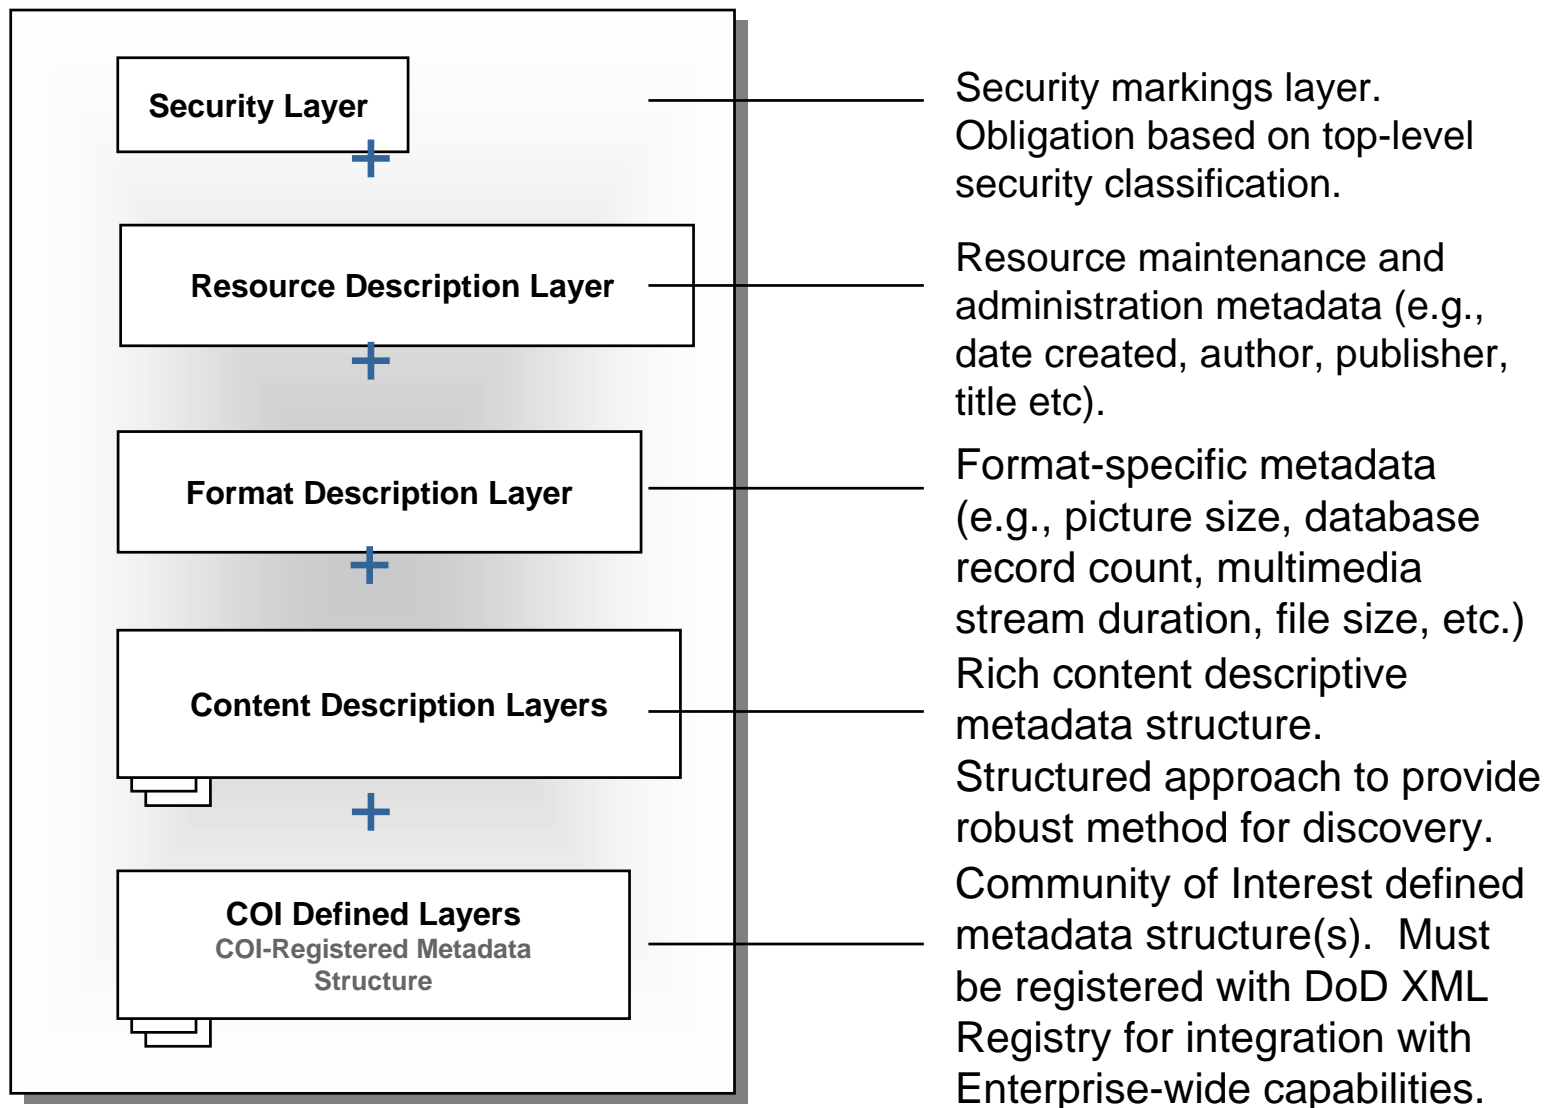 Security Layer
Security markings layer.
Obligation based on top-level
security classification.
Resource Description Layer
Resource maintenance and
administration metadata (e.g.,
date created, author, publisher,
title etc).
Format Description Layer
Format-specific metadata
(e.g., picture size, database
record count, multimedia
stream duration, file size, etc.)
Content Description Layers
Rich content descriptive
metadata structure.
Structured approach to provide
robust method for discovery.
COI Defined Layers
COI-Registered Metadata
Structure
Community of Interest defined
metadata structure(s).  Must
be registered with DoD XML
Registry for integration with
Enterprise-wide capabilities.